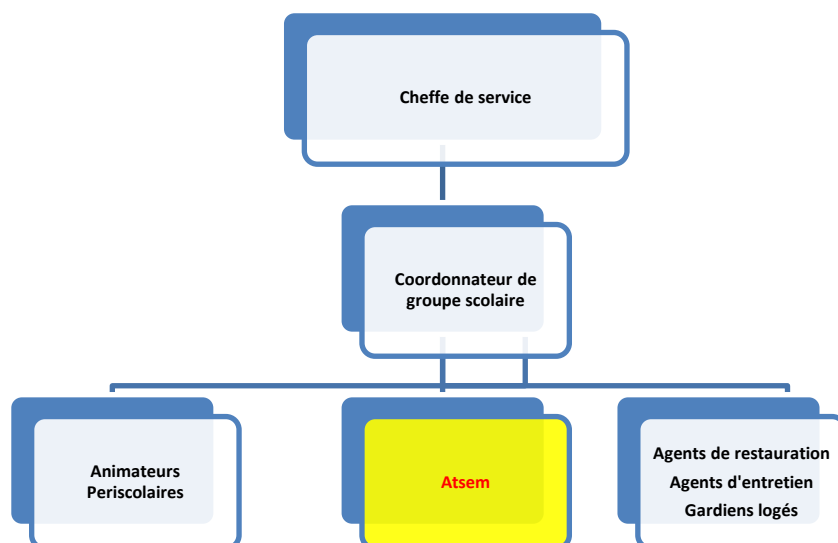 Cheffe de service
Coordonnateur de
groupe scolaire
Animateurs
Periscolaires
Atsem
Agents de restauration
Agents d'entretien
Gardiens logés